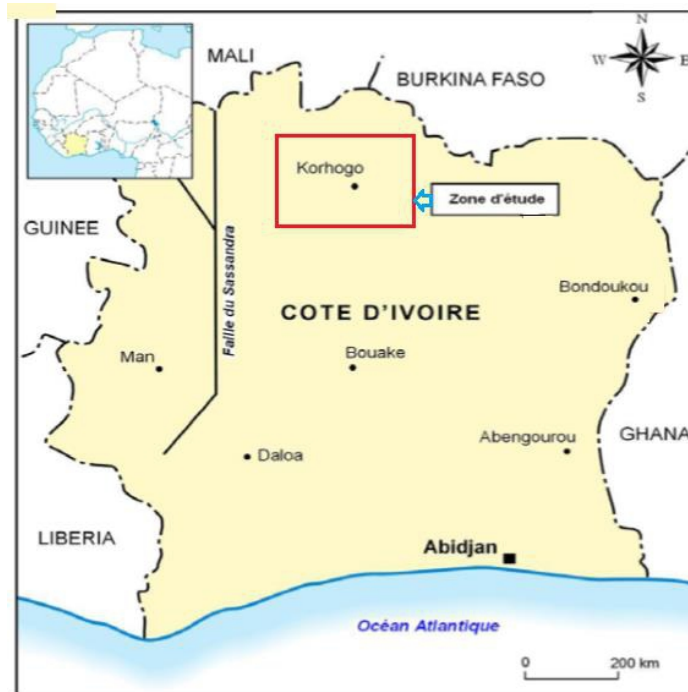 MALI
BURKINA FASO
N
W
E
S
Korhogo
Zone d'étude
GUINEE
Faille du Sassandra
Bondoukou
COTE D'IVOIRE
Man
Bouake
Abengourou
GHANA
Daloa
LIBERIA
Abidjan
Océan Atlantique
0
200 km